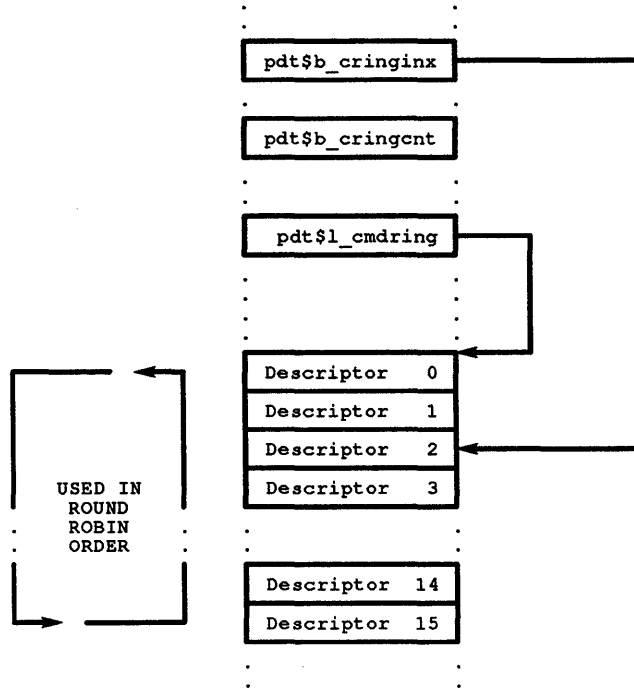 pdt$b_cringinx
pdt$b_cringcnt
pdt$l_cmdring
Descriptor 0
Descriptor 1
Descriptor 2
Descriptor 3
USED IN
ROUND
ROBIN
ORDER
Descriptor 14
Descriptor 15